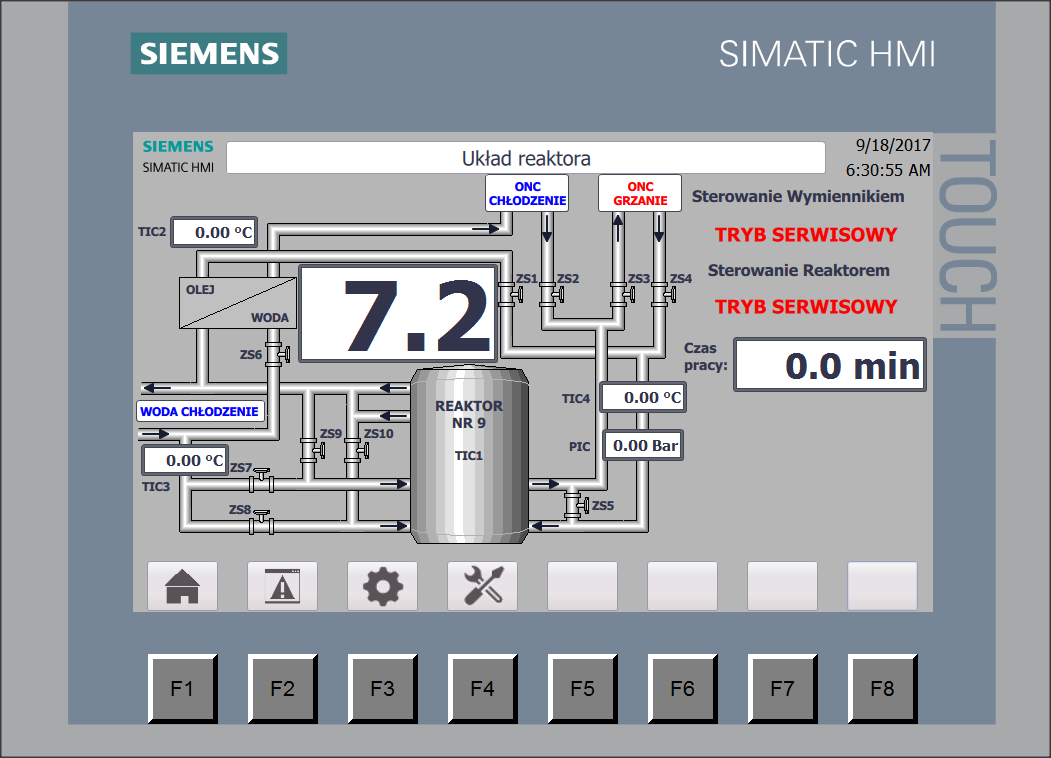 SIEMENS
SIMATIC HMI
SIEMENS
SIMATIC HMI
Układ reaktora
9/18/2017
6:30:55 AM
TOUCH
ONC
CHŁODZENIE
ONC
GRZANIE
Sterowanie Wymiennikiem
TRYB SERWISOWY
Sterowanie Reaktorem
TRYB SERWISOWY
TIC2
0.00 °C
ZS1
ZS2
ZS3
ZS4
OLEJ
WODA
7.2
ZS6
Czas
pracy:
0.0 min
WODA CHŁODZENIE
REAKTOR
NR 9
TIC1
TIC4
0.00 °C
ZS9
ZS10
PIC
0.00 Bar
0.00 °C
TIC3
ZS7
ZS8
ZS5
F1
F2
F3
F4
F5
F6
F7
F8